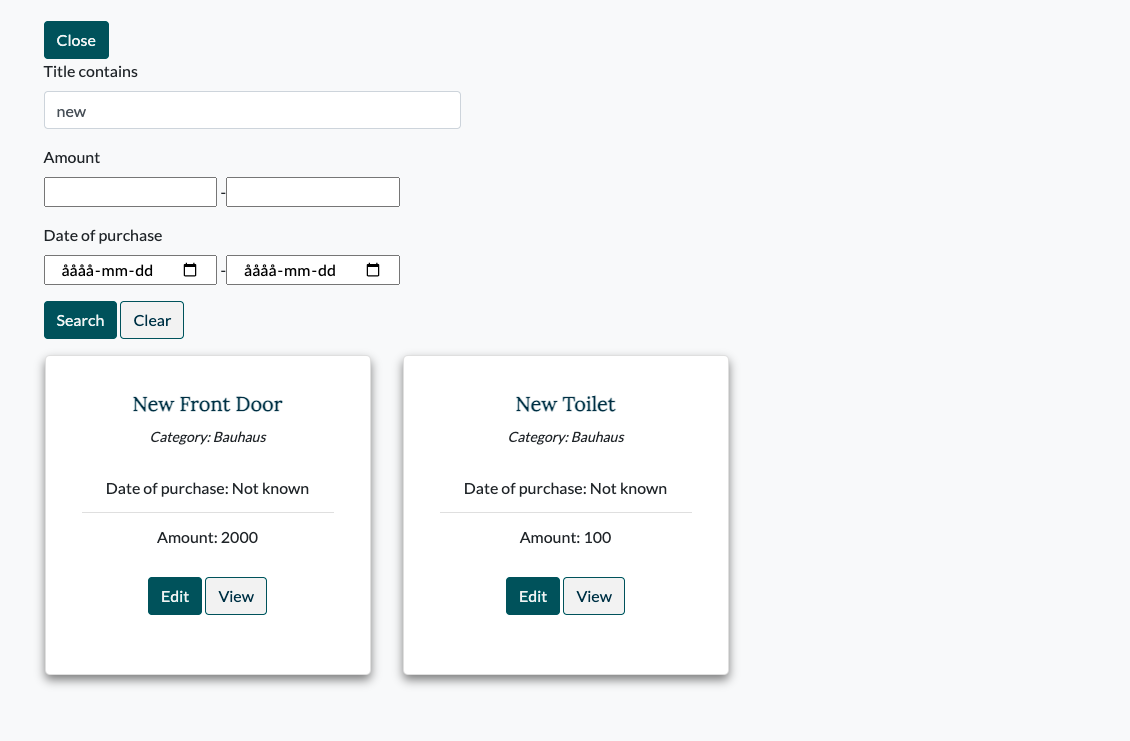 Close
Title contains
new
Amount
-
Date of purchase
åååå-mm-dd - åååå-mm-dd
Search Clear
New Front Door
Category: Bauhaus
Date of purchase: Not known
Amount: 2000
Edit View
New Toilet
Category: Bauhaus
Date of purchase: Not known
Amount: 100
Edit View